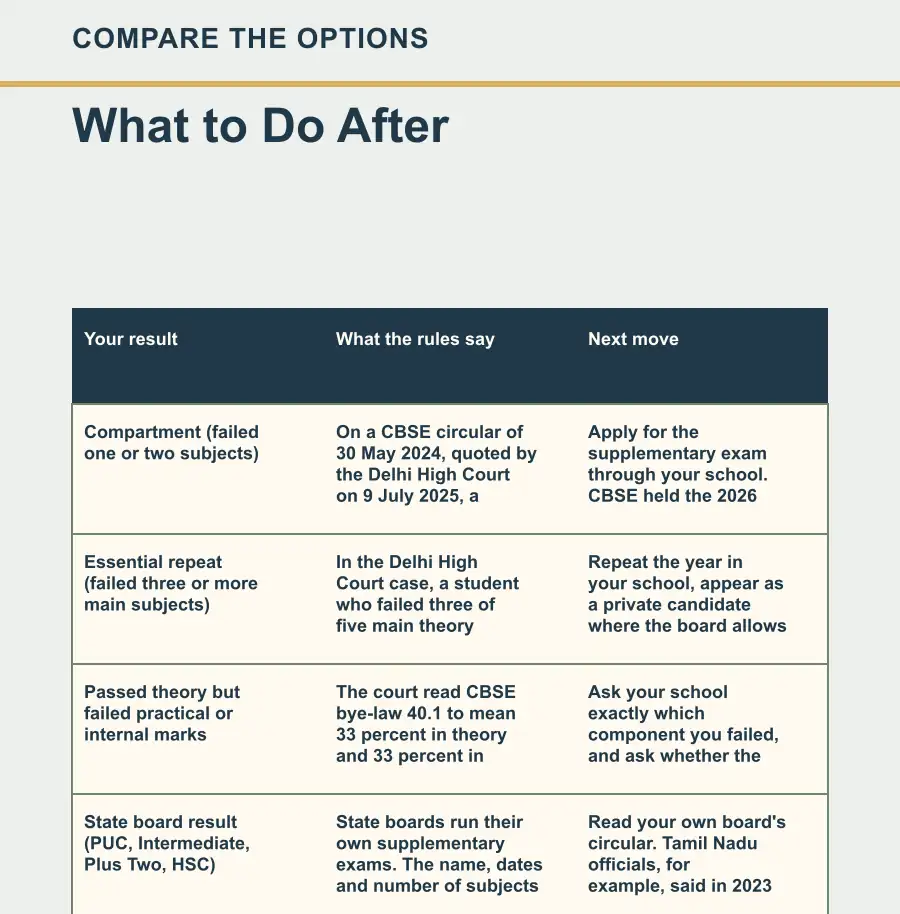 COMPARE THE OPTIONS
What to Do After
Your result
What the rules say
Next move
Compartment (failed
one or two subjects)
On a CBSE circular of
30 May 2024, quoted by
the Delhi High Court
on 9 July 2025, a
Apply for the
supplementary exam
through your school.
CBSE held the 2026
Essential repeat
(failed three or more
main subjects)
In the Delhi High
Court case, a student
who failed three of
five main theory
Repeat the year in
your school, appear as
a private candidate
where the board allows
Passed theory but
failed practical or
internal marks
The court read CBSE
bye-law 40.1 to mean
33 percent in theory
and 33 percent in
Ask your school
exactly which
component you failed,
and ask whether the
State board result
(PUC, Intermediate,
Plus Two, HSC)
State boards run their
own supplementary
exams. The name, dates
and number of subjects
Read your own board's
circular. Tamil Nadu
officials, for
example, said in 2023